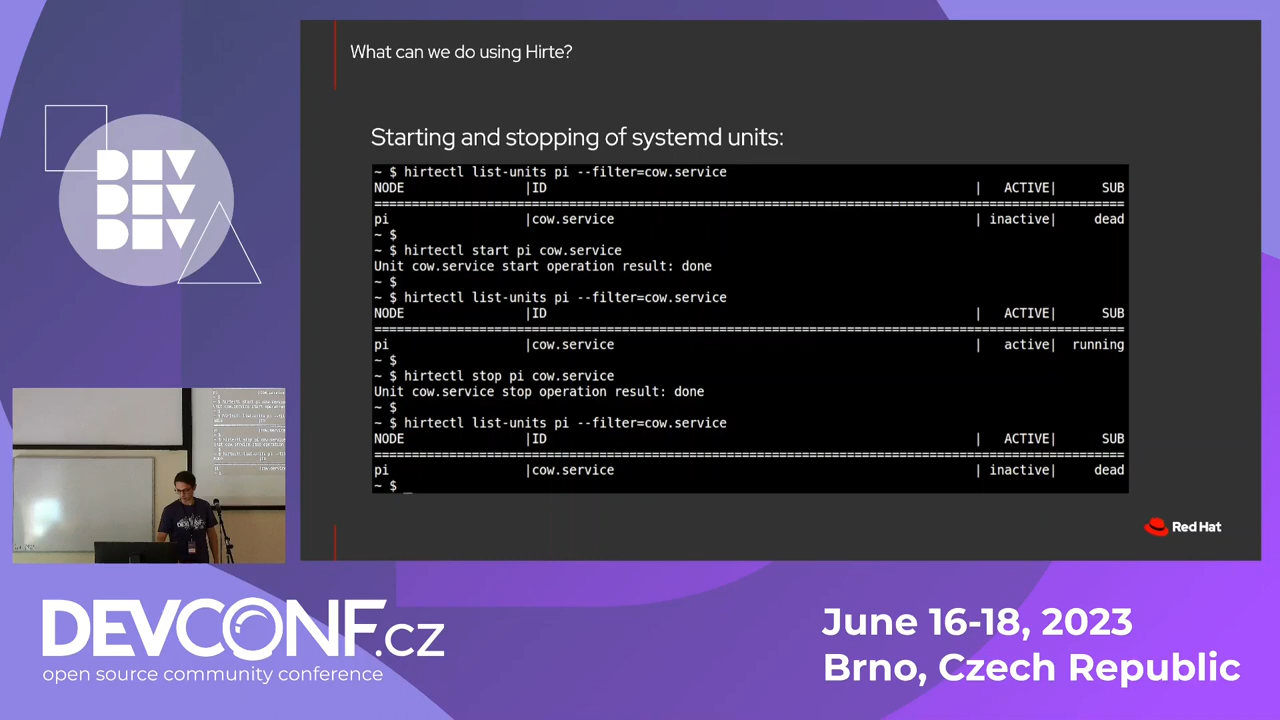 What can we do using Hirte?
Starting and stopping of systemd units:
~ $ hirtectl list-units pi --filter=cow.service
NODE |ID | ACTIVE| SUB
==========================================================================================
pi |cow.service | inactive| dead
~ $
~ $ hirtectl start pi cow.service
Unit cow.service start operation result: done
~ $
~ $ hirtectl list-units pi --filter=cow.service
NODE |ID | ACTIVE| SUB
==========================================================================================
pi |cow.service | active| running
~ $
~ $ hirtectl stop pi cow.service
Unit cow.service stop operation result: done
~ $
~ $ hirtectl list-units pi --filter=cow.service
NODE |ID | ACTIVE| SUB
==========================================================================================
pi |cow.service | inactive| dead
~ $ _
Red Hat
DEV
DEV
DEV
DEVCONF.cz
open source community conference
June 16-18, 2023
Brno, Czech Republic